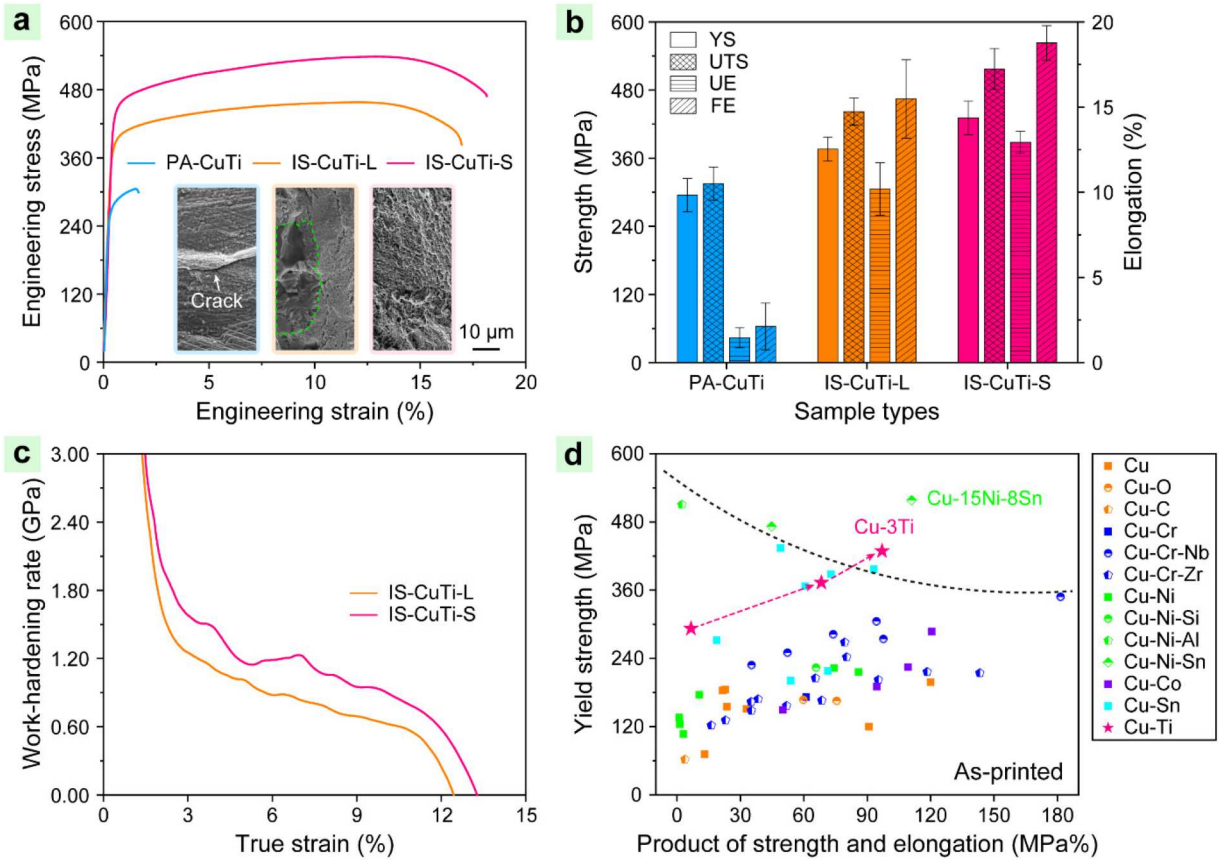 a
Engineering stress (MPa)
600
480
360
240
120
0
PA-CuTi
IS-CuTi-L
IS-CuTi-S
Crack
10 μm
0
5
10
15
20
Engineering strain (%)
b
Strength (MPa)
600
480
360
240
120
0
YS
UTS
UE
FE
20
15
10
5
0
Elongation (%)
PA-CuTi
IS-CuTi-L
IS-CuTi-S
Sample types
c
Work-hardening rate (GPa)
3.00
2.40
1.80
1.20
0.60
0.00
IS-CuTi-L
IS-CuTi-S
0
3
6
9
12
15
True strain (%)
d
Yield strength (MPa)
600
480
360
240
120
0
Cu-15Ni-8Sn
Cu-3Ti
As-printed
0
30
60
90
120
150
180
Product of strength and elongation (MPa%)
Cu
Cu-O
Cu-C
Cu-Cr
Cu-Cr-Nb
Cu-Cr-Zr
Cu-Ni
Cu-Ni-Si
Cu-Ni-Al
Cu-Ni-Sn
Cu-Co
Cu-Sn
Cu-Ti